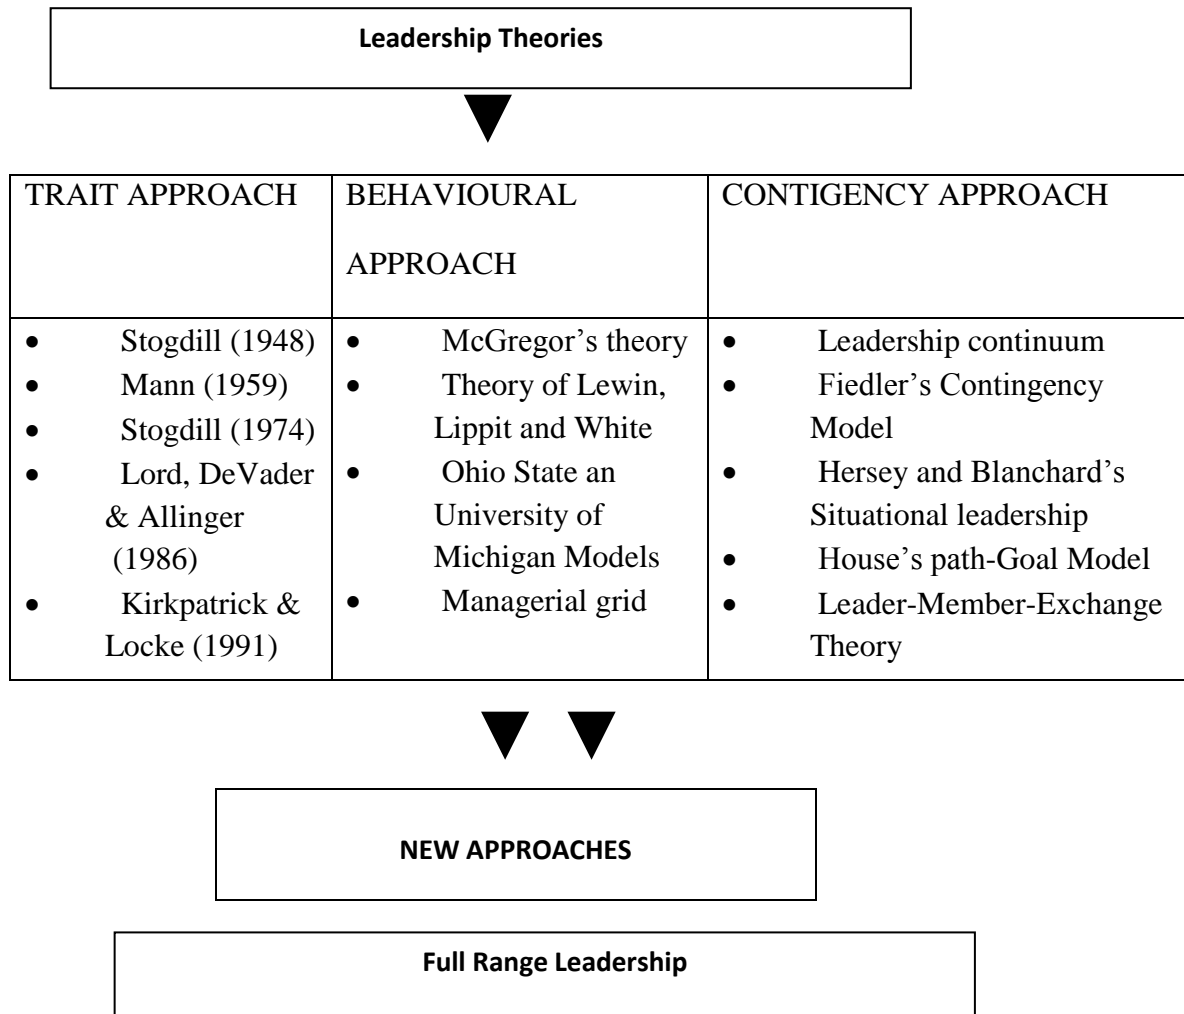 Leadership Theories
TRAIT APPROACH
BEHAVIOURAL
APPROACH
CONTIGENCY APPROACH
• Stogdill (1948)
• Mann (1959)
• Stogdill (1974)
• Lord, DeVader
& Allinger
(1986)
• Kirkpatrick &
Locke (1991)
• McGregor’s theory
• Theory of Lewin,
Lippit and White
• Ohio State an
University of
Michigan Models
• Managerial grid
• Leadership continuum
• Fiedler’s Contingency
Model
• Hersey and Blanchard’s
Situational leadership
• House’s path-Goal Model
• Leader-Member-Exchange
Theory
NEW APPROACHES
Full Range Leadership